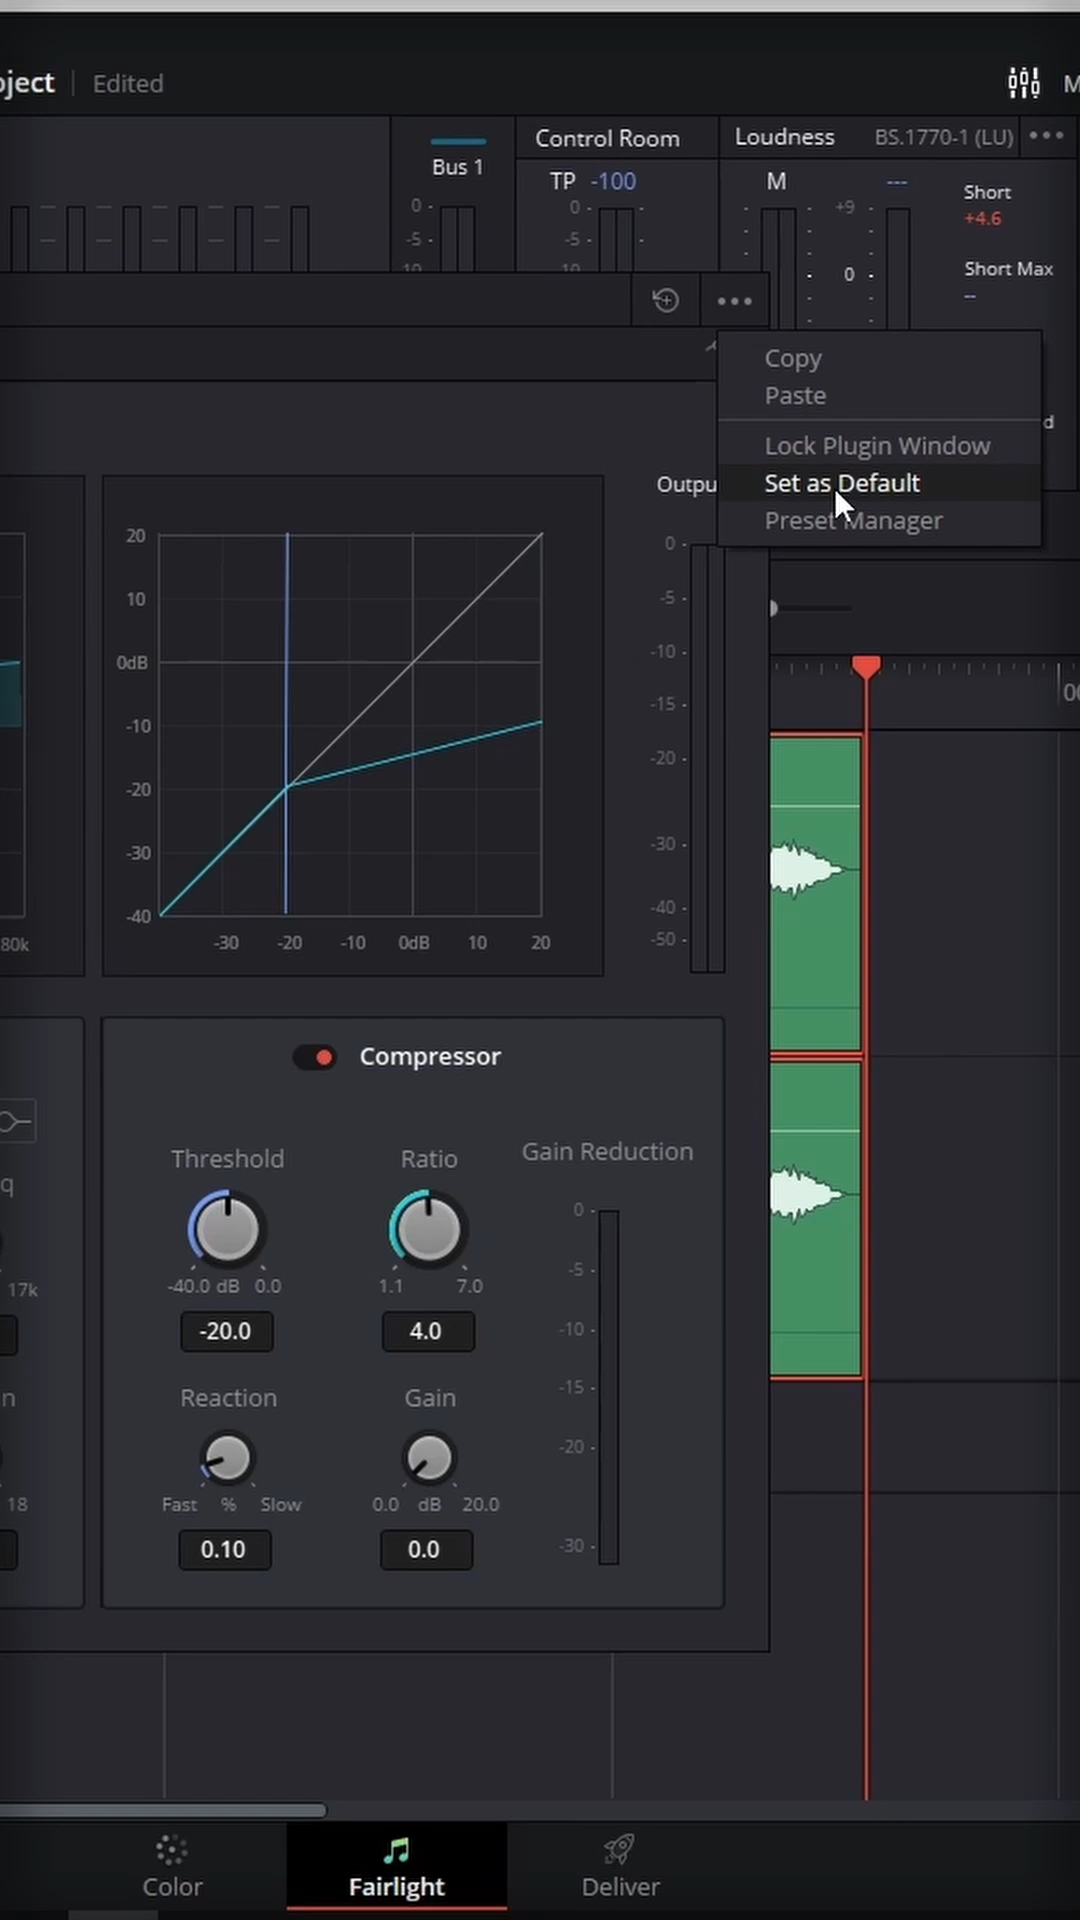 oject | Edited
M
Bus 1
Control Room
Loudness BS.1770-1 (LU) •••
TP -100
M ---
Short
+4.6
Short Max
--
0
-5
10
0
-5
10
+9
0
•••
Copy
Paste
d
Lock Plugin Window
Set as Default
Preset Manager
Outpu
0
-5
-10
-15
-20
-30
-40
-50
20
10
0dB
-10
-20
-30
-40
-30 -20 -10 0dB 10 20
80k
00
Compressor
Threshold
Ratio
Gain Reduction
-40.0 dB 0.0
1.1 7.0
-20.0
4.0
Reaction
Gain
Fast % Slow
0.0 dB 20.0
0.10
0.0
0
-5
-10
-15
-20
-30
q
17k
n
18
Color
Fairlight
Deliver